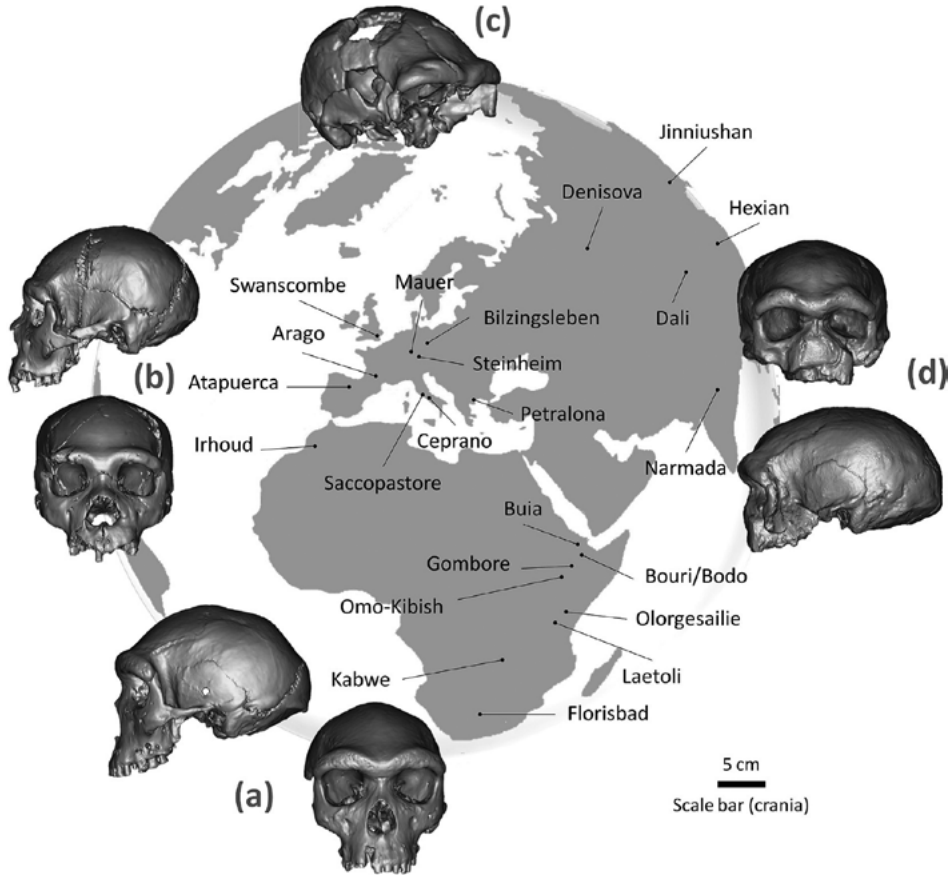 (c)
Jinniushan
Denisova
Hexian
Mauer
Swanscombe
Bilzingsleben
Dali
Arago
Steinheim
(b)
(d)
Atapuerca
Petralona
Irhoud
Ceprano
Narmada
Saccopastore
Buia
Gombore
Bouri/Bodo
Omo-Kibish
Olorgesailie
Kabwe
Laetoli
Florisbad
5 cm
(a)
Scale bar (crania)